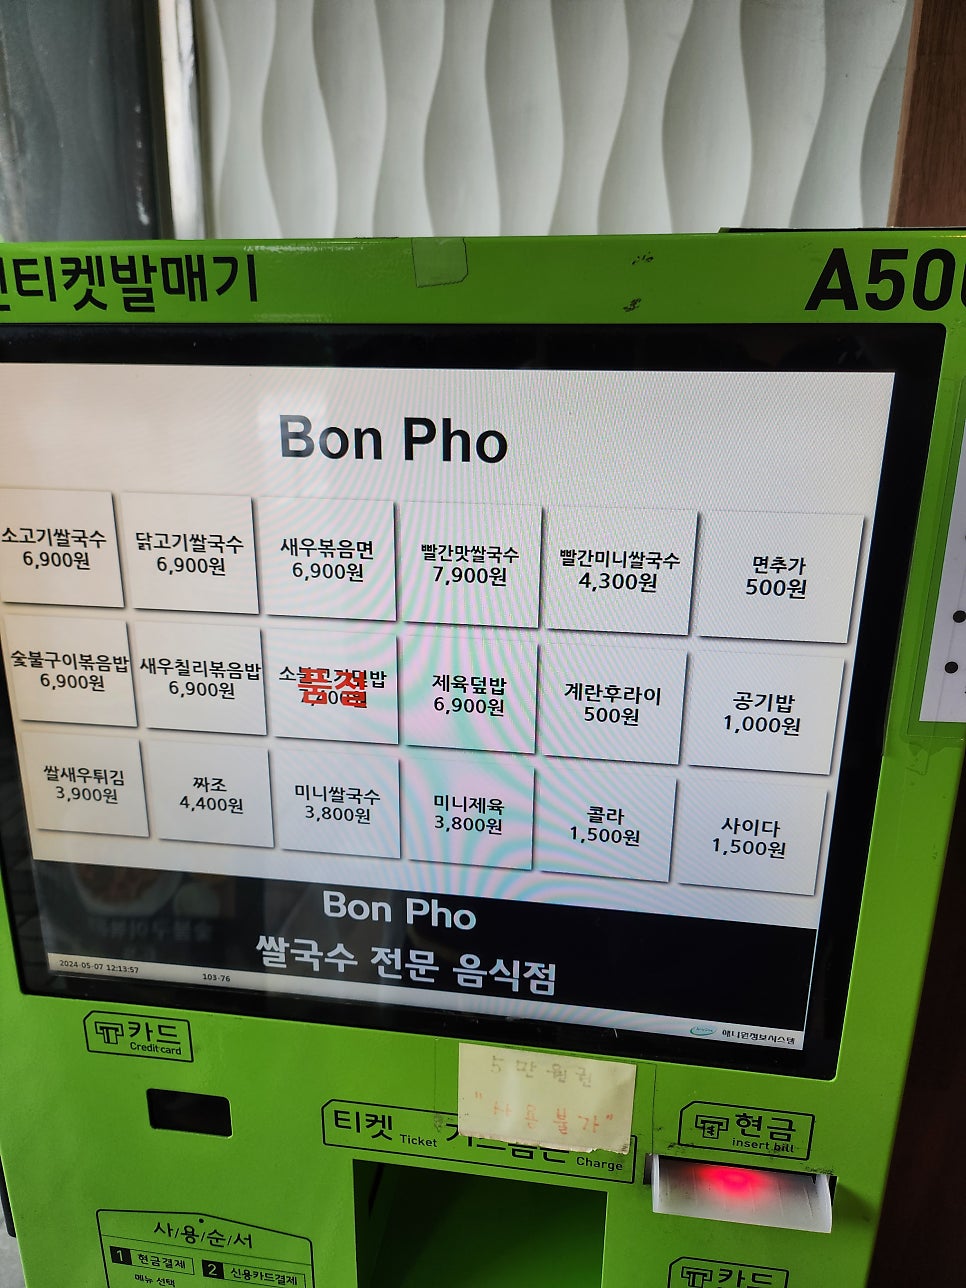 티켓발매기
A500
Bon Pho
소고기쌀국수
6,900원
닭고기쌀국수
6,900원
새우볶음면
6,900원
빨간맛쌀국수
7,900원
빨간미니쌀국수
4,300원
면추가
500원
숯불구이볶음밥
6,900원
새우칠리볶음밥
6,900원
품절
제육덮밥
6,900원
계란후라이
500원
공기밥
1,000원
쌀새우튀김
3,900원
짜조
4,400원
미니쌀국수
3,800원
미니제육
3,800원
콜라
1,500원
사이다
1,500원
Bon Pho
쌀국수 전문 음식점
2024-05-07 12:13:57
103-76
애니원정보시스템
카드
Credit card
5만원권
"사용불가"
티켓
Ticket
Charge
현금
insert bill
사/용/순/서
1 현금결제
2 신용카드결제
메뉴 선택
카드